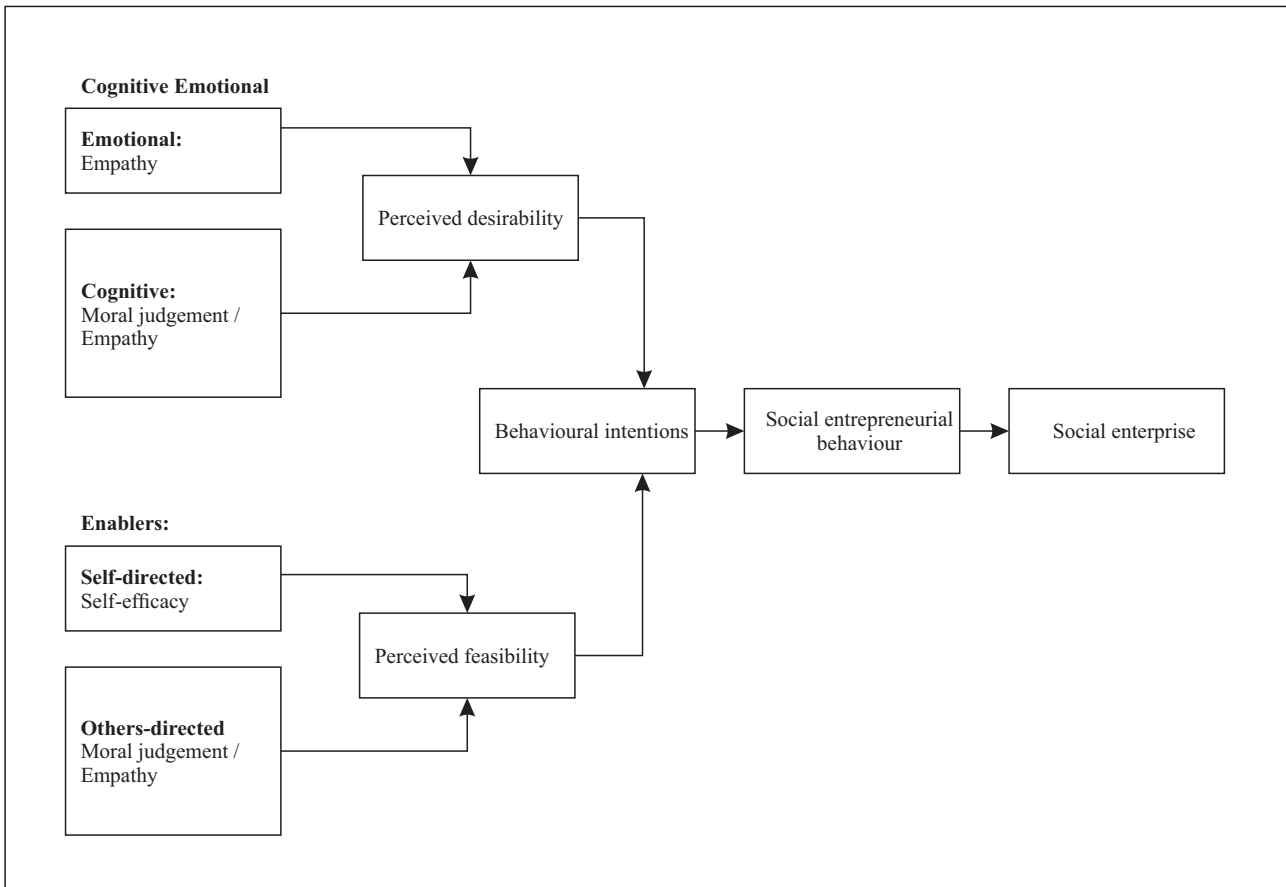 Cognitive Emotional
Emotional:
Empathy
Perceived desirability
Cognitive:
Moral judgement /
Empathy
Behavioural intentions
Social entrepreneurial
behaviour
Social enterprise
Enablers:
Self-directed:
Self-efficacy
Perceived feasibility
Others-directed
Moral judgement /
Empathy